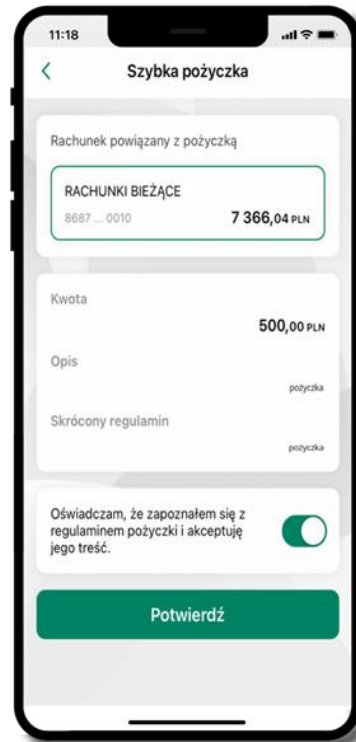 11:18
Szybka pożyczka
Rachunek powiązany z pożyczką
RACHUNKI BIEŻĄCE
8687 ... 0010
7 366,04 PLN
Kwota
500,00 PLN
Opis
pożyczka
Skrócony regulamin
pożyczka
Oświadczam, że zapoznałem się z
regulaminem pożyczki i akceptuję
jego treść.
Potwierdź